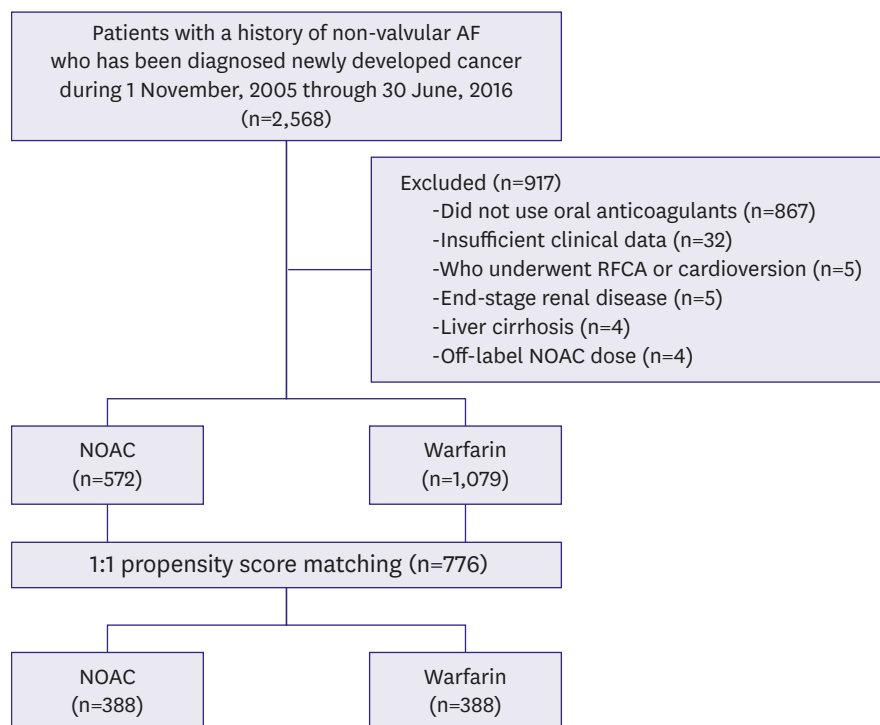 Patients with a history of non-valvular AF
who has been diagnosed newly developed cancer
during 1 November, 2005 through 30 June, 2016
(n=2,568)
Excluded (n=917)
-Did not use oral anticoagulants (n=867)
-Insufficient clinical data (n=32)
-Who underwent RFCA or cardioversion (n=5)
-End-stage renal disease (n=5)
-Liver cirrhosis (n=4)
-Off-label NOAC dose (n=4)
NOAC
(n=572)
Warfarin
(n=1,079)
1:1 propensity score matching (n=776)
NOAC
(n=388)
Warfarin
(n=388)